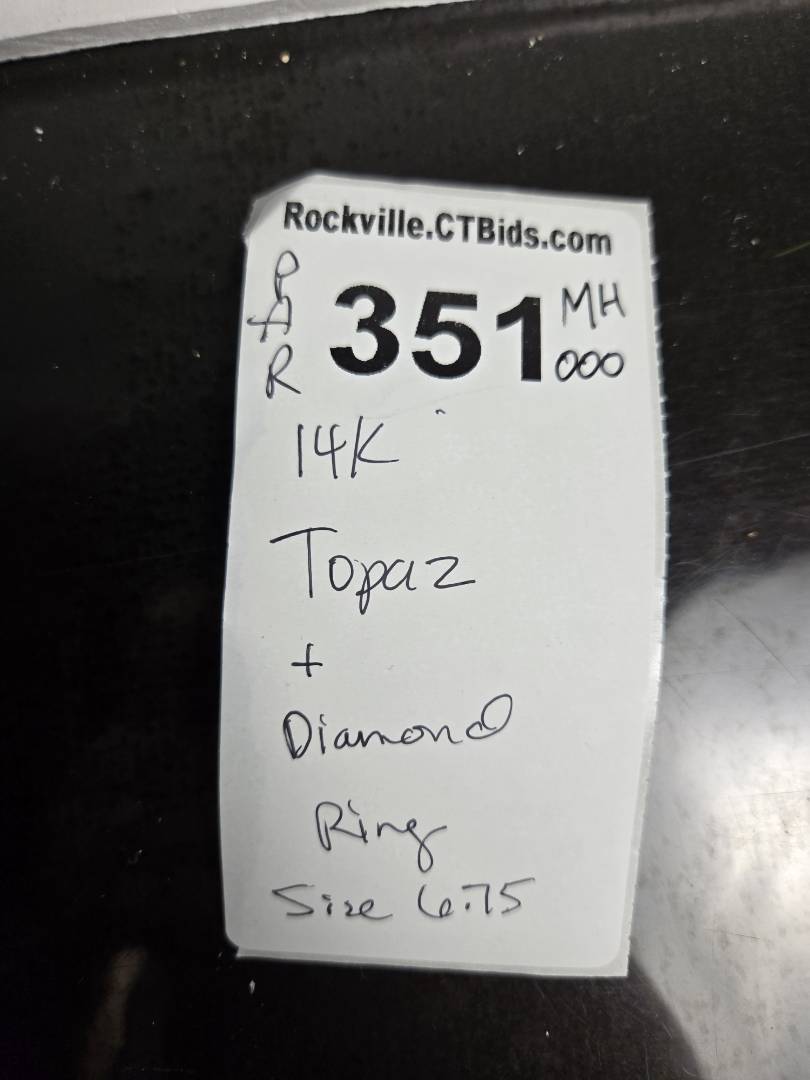 Rockville.CTBids.com
351
MH
000
14K
Topaz
+
Diamond
Ring
Size 6.75